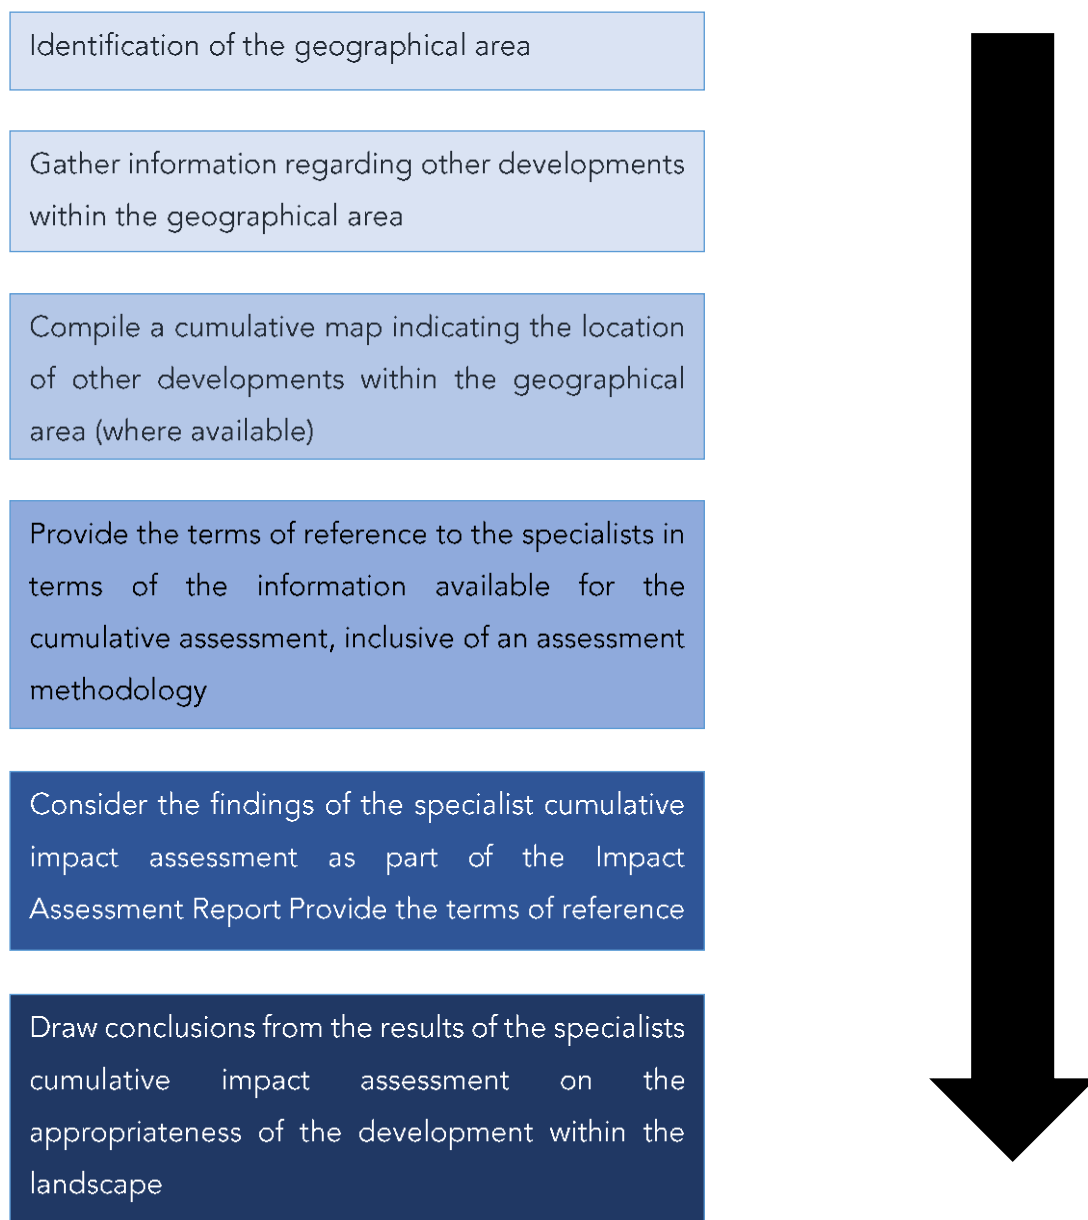 Identification of the geographical area
Gather information regarding other developments
within the geographical area
Compile a cumulative map indicating the location
of other developments within the geographical
area (where available)
Provide the terms of reference to the specialists in
terms of the information available for the
cumulative assessment, inclusive of an assessment
methodology
Consider the findings of the specialist cumulative
impact assessment as part of the Impact
Assessment Report Provide the terms of reference
Draw conclusions from the results of the specialists
cumulative impact assessment on the
appropriateness of the development within the
landscape